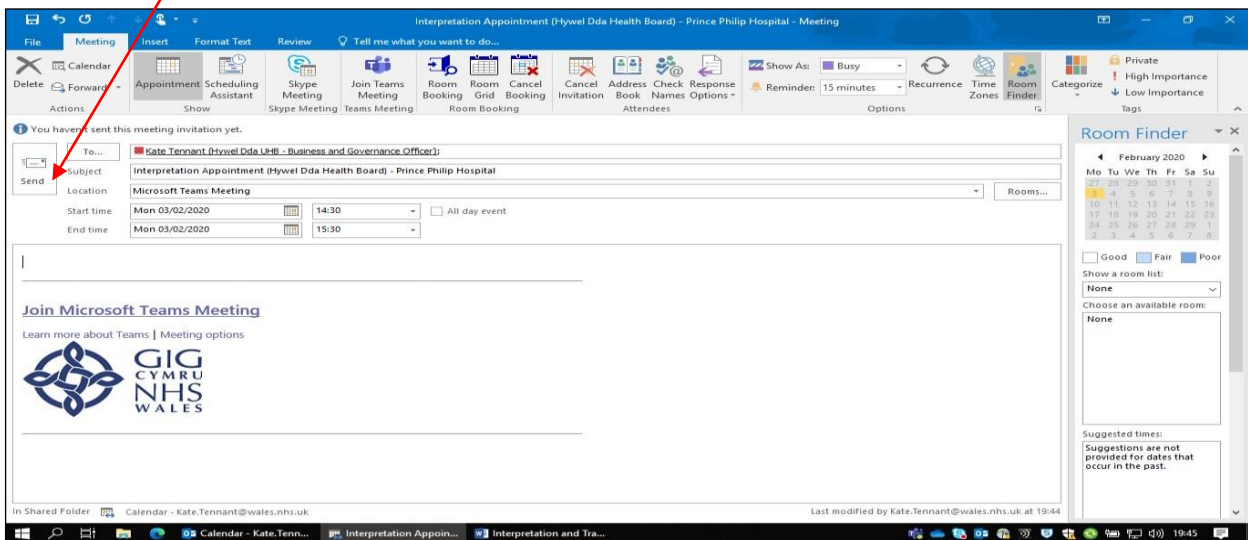 Interpretation Appointment (Hywel Dda Health Board) - Prince Philip Hospital - Meeting
File Meeting Insert Format Text Review Tell me what you want to do...
Delete
Calendar
Forward
Actions
Appointment
Scheduling Assistant
Show
Skype Meeting
Skype Meeting
Join Teams Meeting
Teams Meeting
Room Booking
Room Grid
Cancel Booking
Room Booking
Cancel Invitation
Address Book
Check Names
Response Options
Attendees
Show As: Busy
Reminder: 15 minutes
Recurrence
Time Zones
Room Finder
Options
Categorize
Private
High Importance
Low Importance
Tags
You haven't sent this meeting invitation yet.
Send
To... Kate Tennant (Hywel Dda UHB - Business and Governance Officer);
Subject Interpretation Appointment (Hywel Dda Health Board) - Prince Philip Hospital
Location Microsoft Teams Meeting Rooms...
Start time Mon 03/02/2020 14:30 All day event
End time Mon 03/02/2020 15:30
Join Microsoft Teams Meeting
Learn more about Teams | Meeting options
GIG
CYMRU
NHS
WALES
Room Finder
February 2020
Mo Tu We Th Fr Sa Su
27 28 29 30 31 1 2
3 4 5 6 7 8 9
10 11 12 13 14 15 16
17 18 19 20 21 22 23
24 25 26 27 28 29 1
2 3 4 5 6 7 8
Good Fair Poor
Show a room list:
None
Choose an available room:
None
Suggested times:
Suggestions are not
provided for dates that
occur in the past.
In Shared Folder Calendar - Kate.Tennant@wales.nhs.uk Last modified by Kate.Tennant@wales.nhs.uk at 19:44
Calendar - Kate.Tenn... Interpretation Appoin... Interpretation and Tra... 19:45